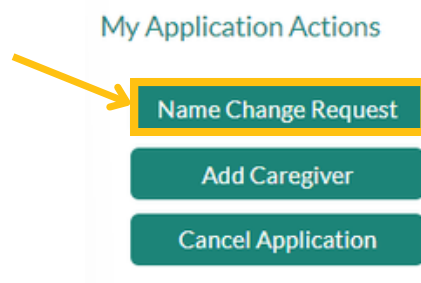 My Application Actions
Name Change Request
Add Caregiver
Cancel Application